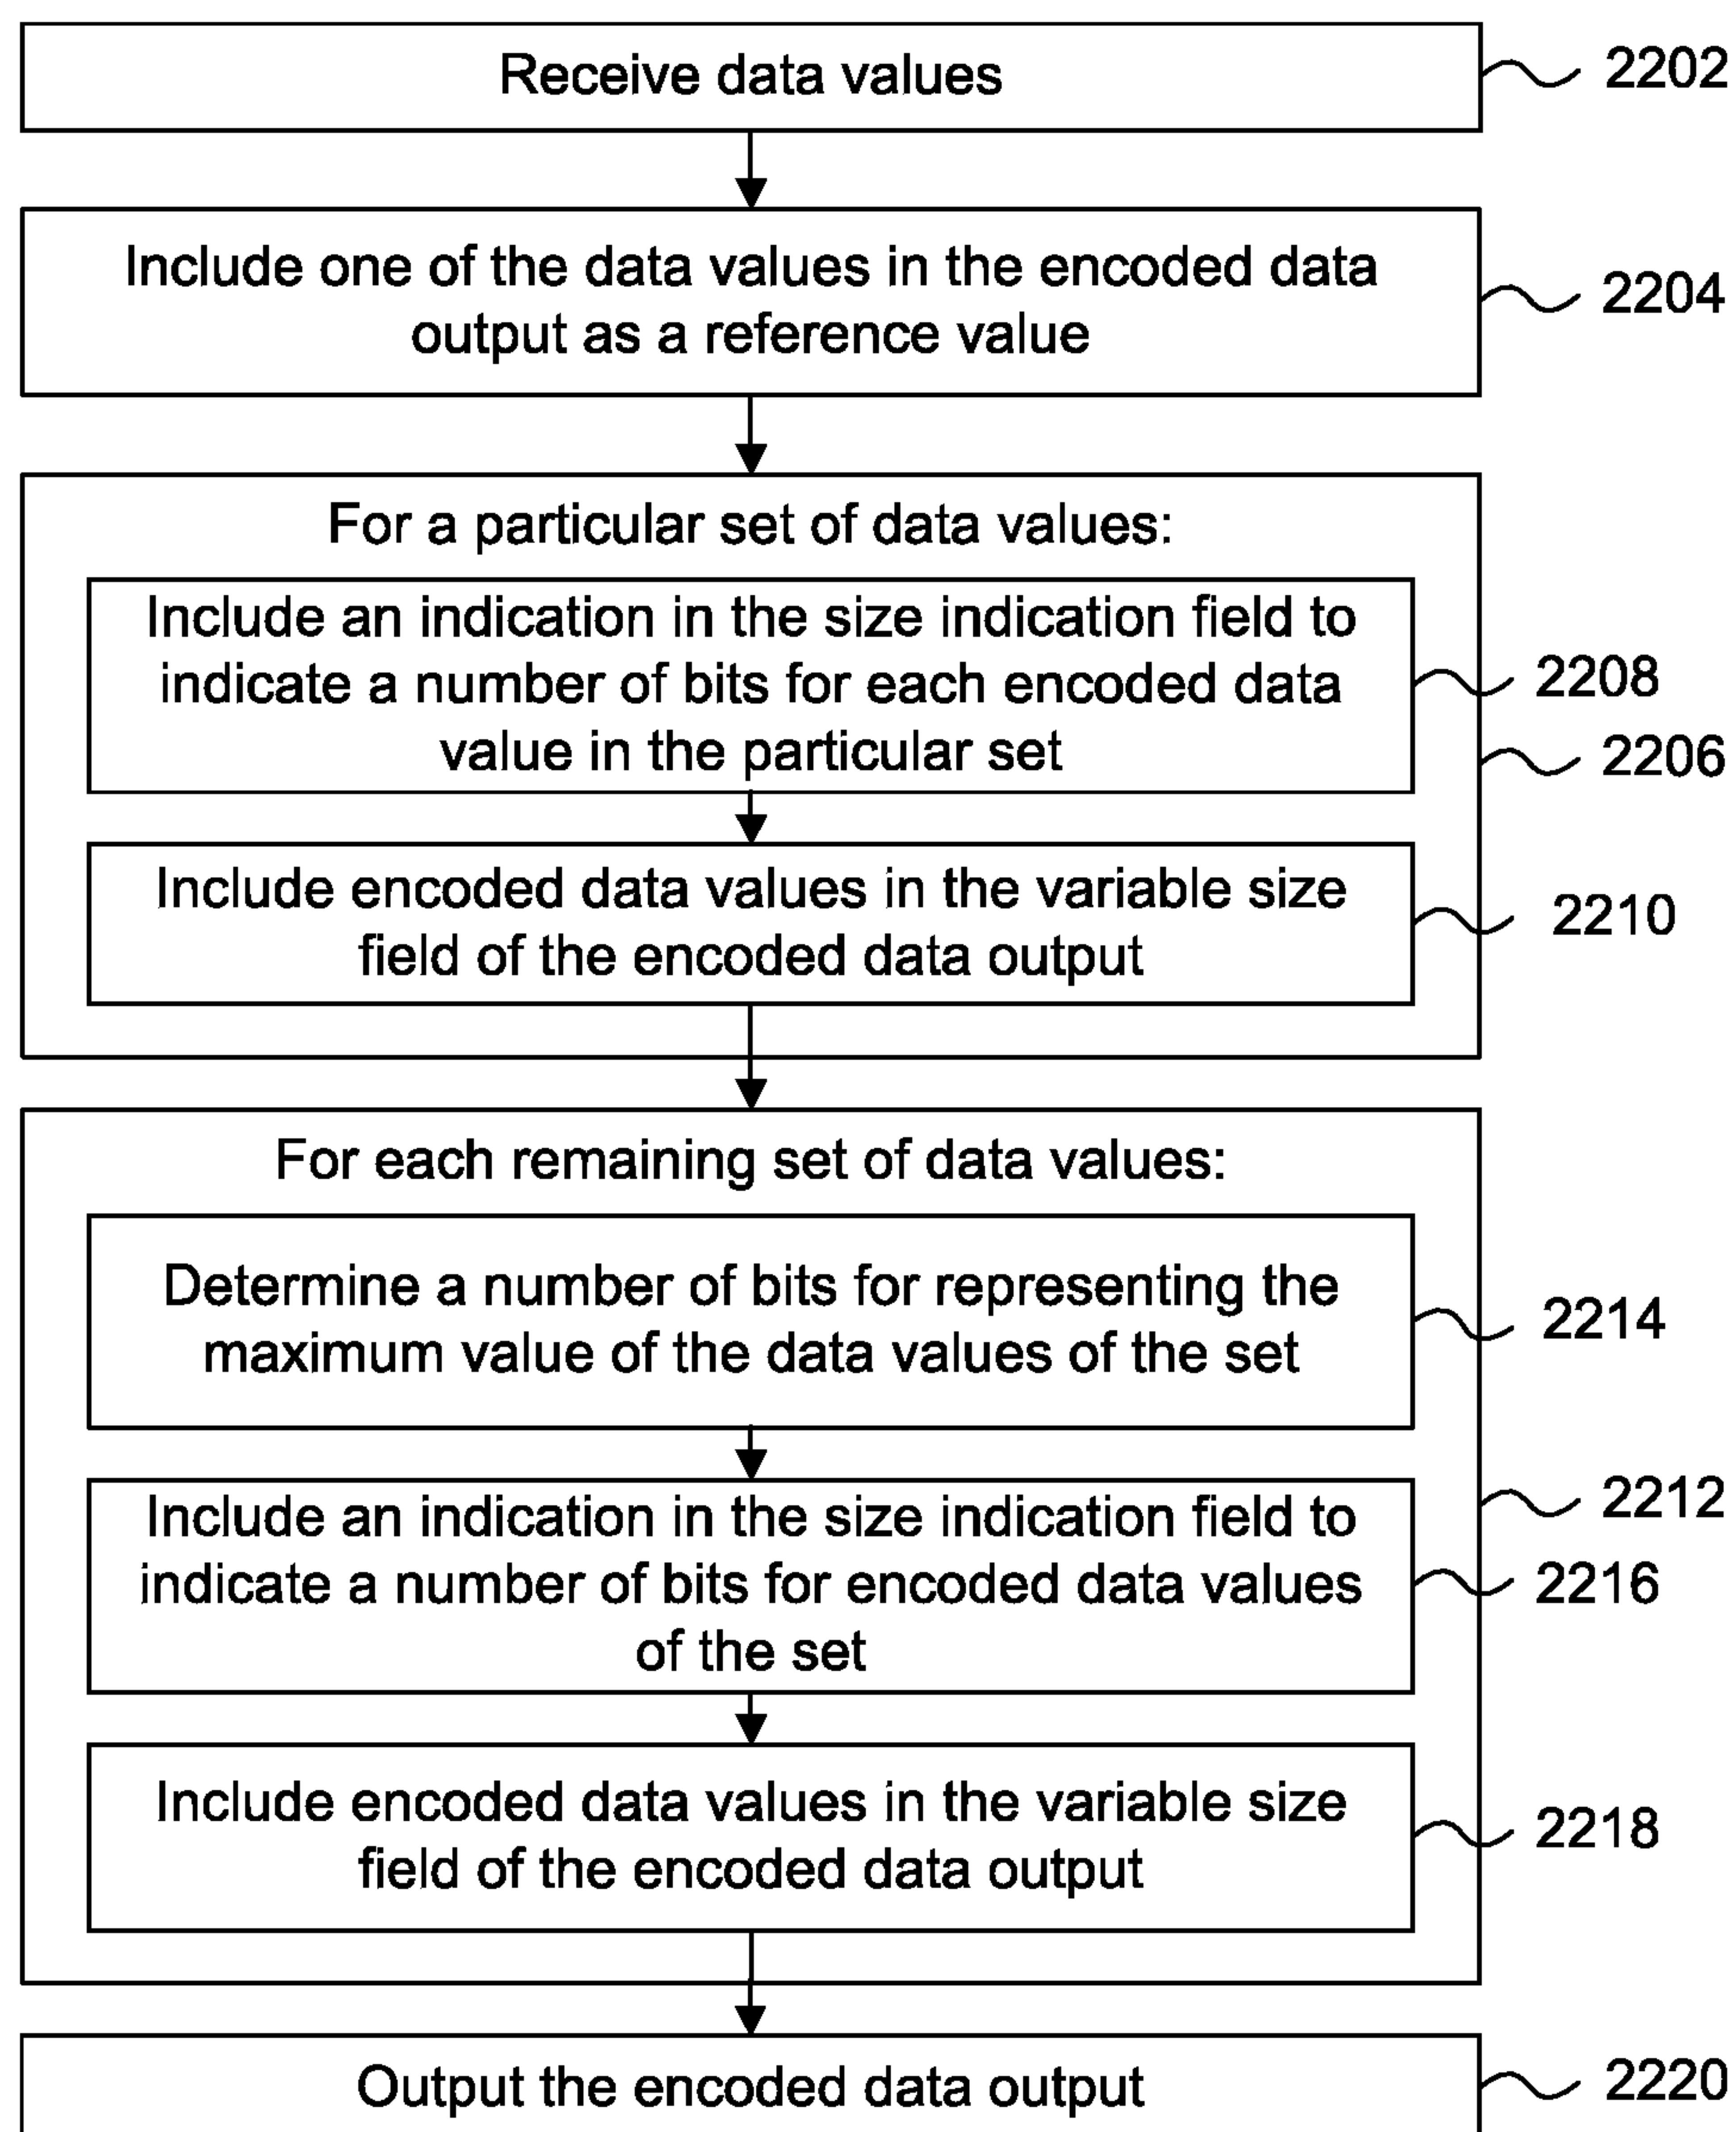 Receive data values
2202
Include one of the data values in the encoded data
output as a reference value
2204
For a particular set of data values:
Include an indication in the size indication field to
indicate a number of bits for each encoded data
value in the particular set
2208
2206
Include encoded data values in the variable size
field of the encoded data output
2210
For each remaining set of data values:
Determine a number of bits for representing the
maximum value of the data values of the set
2214
2212
Include an indication in the size indication field to
indicate a number of bits for encoded data values
of the set
2216
Include encoded data values in the variable size
field of the encoded data output
2218
Output the encoded data output
2220